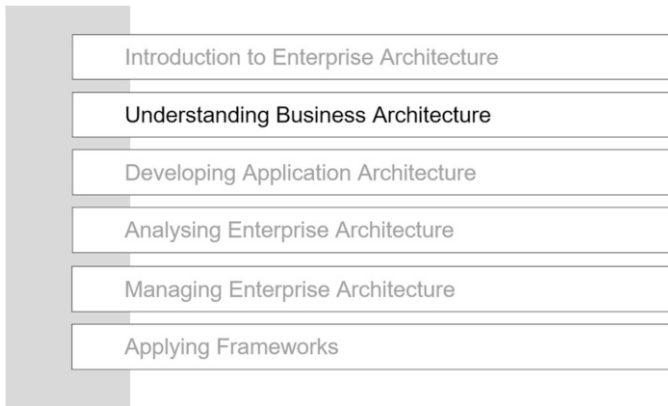 Introduction to Enterprise Architecture
Understanding Business Architecture
Developing Application Architecture
Analysing Enterprise Architecture
Managing Enterprise Architecture
Applying Frameworks